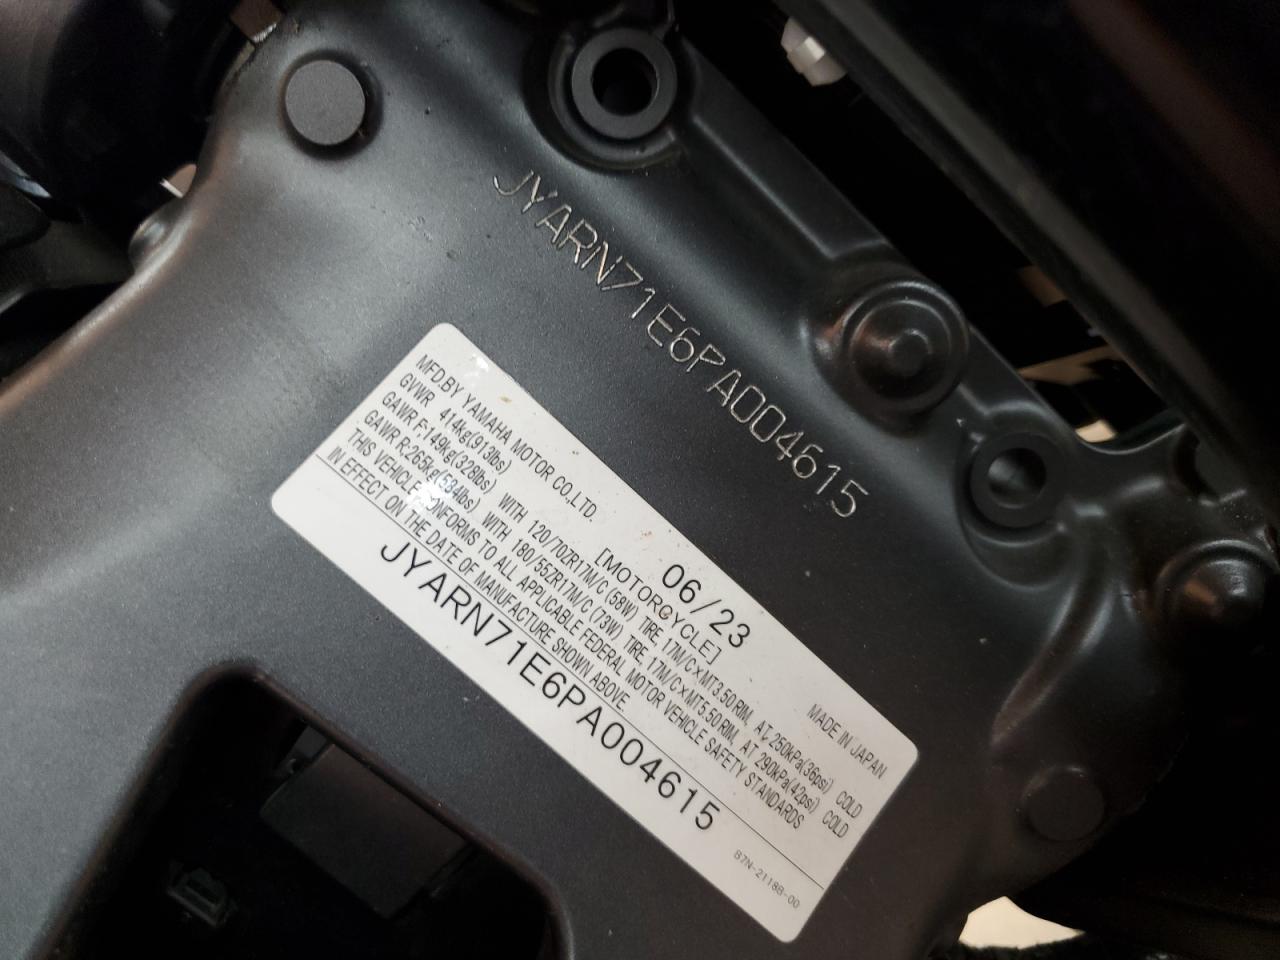 JYARN71E6PA004615
MFD.BY YAMAHA MOTOR CO.,LTD. 06/23 MADE IN JAPAN
GVWR 414kg(913lbs) [MOTORCYCLE]
GAWR F:149kg(328lbs) WITH 120/70ZR17M/C (58W) TIRE, 17M/C×MT3.50 RIM, AT 250kPa(36psi) COLD
GAWR R:265kg(584lbs) WITH 180/55ZR17M/C (73W) TIRE, 17M/C×MT5.50 RIM, AT 290kPa(42psi) COLD
THIS VEHICLE CONFORMS TO ALL APPLICABLE FEDERAL MOTOR VEHICLE SAFETY STANDARDS
IN EFFECT ON THE DATE OF MANUFACTURE SHOWN ABOVE.
JYARN71E6PA004615
B7N-2118B-00